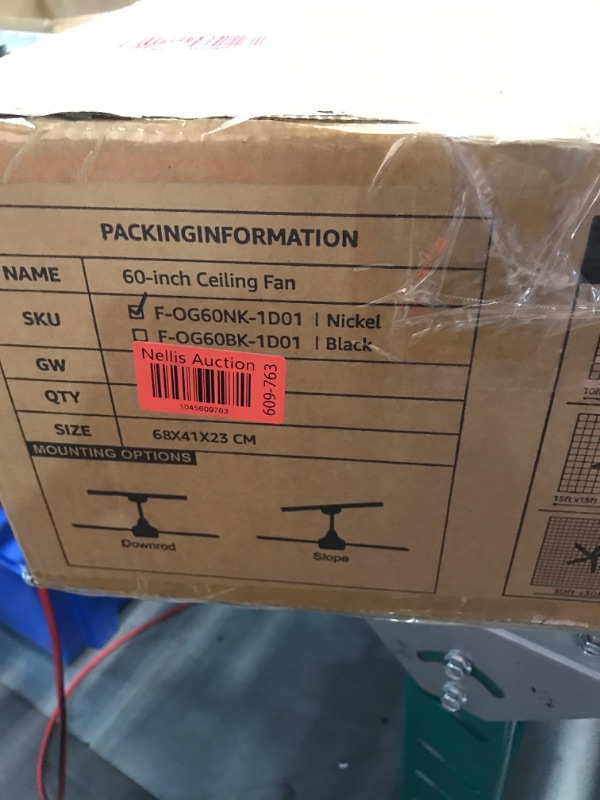 PACKINGINFORMATION
NAME 60-inch Ceiling Fan
SKU F-OG60NK-1D01 | Nickel
F-OG60BK-1D01 | Black
GW
Nellis Auction
609-763
1045609763
QTY
SIZE 68X41X23 CM
MOUNTING OPTIONS
Downrod Slope
10f
15ft x15ft